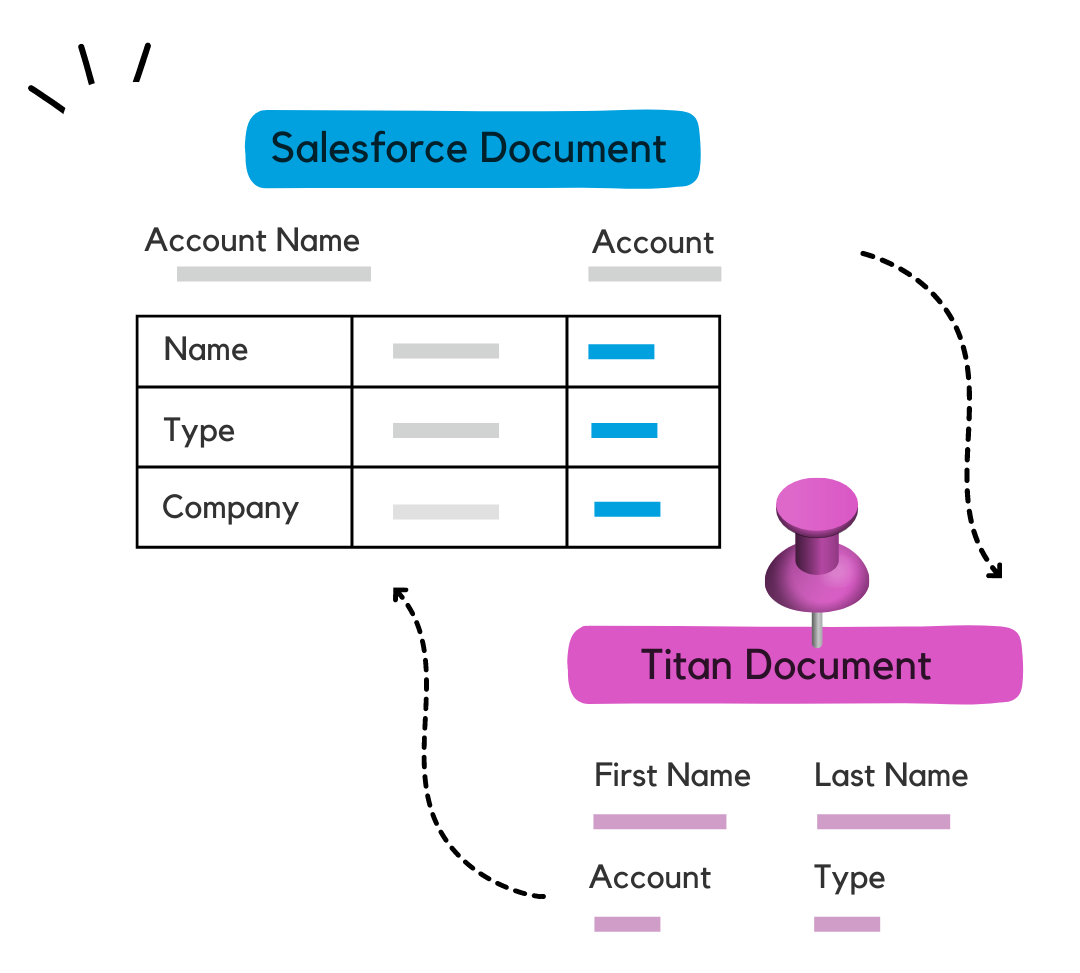 Salesforce Document
Account Name
Account
Name
Type
Company
Titan Document
First Name
Last Name
Account
Type